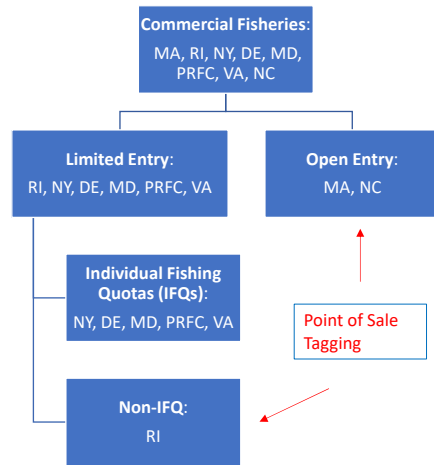 Commercial Fisheries:
MA, RI, NY, DE, MD,
PRFC, VA, NC
Limited Entry:
RI, NY, DE, MD, PRFC, VA
Open Entry:
MA, NC
Individual Fishing
Quotas (IFQs):
NY, DE, MD, PRFC, VA
Point of Sale
Tagging
Non-IFQ:
RI